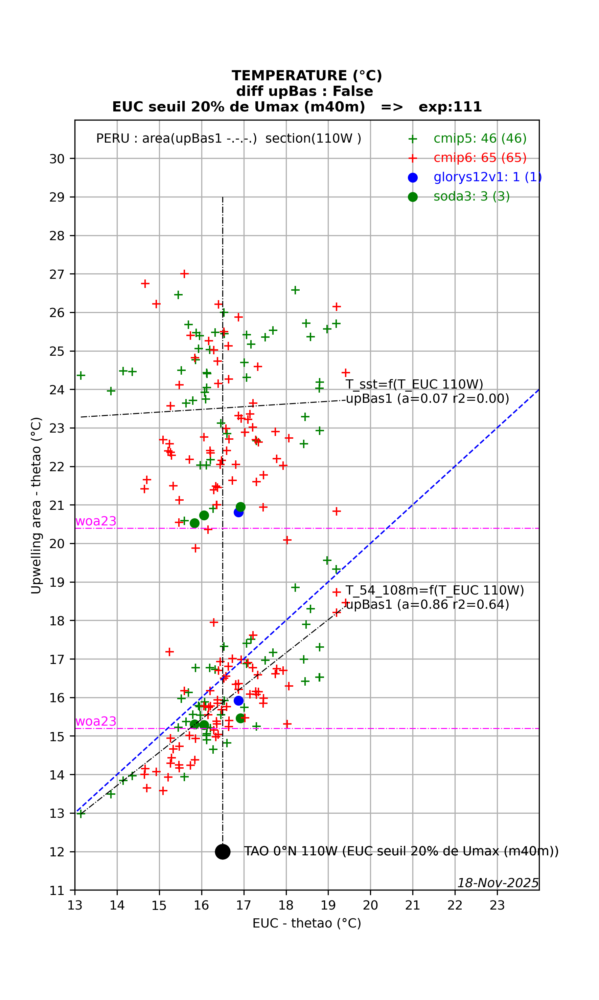 TEMPERATURE (°C)
diff upBas : False
EUC seuil 20% de Umax (m40m)   =>   exp:111
PERU : area(upBas1 -.-.-.)  section(110W )
cmip5: 46 (46)
cmip6: 65 (65)
glorys12v1: 1 (1)
soda3: 3 (3)
30
29
28
27
26
25
24
23
22
21
20
19
18
17
16
15
14
13
12
11
Upwelling area - thetao (°C)
T_sst=f(T_EUC 110W)
upBas1 (a=0.07 r2=0.00)
woa23
T_54_108m=f(T_EUC 110W)
upBas1 (a=0.86 r2=0.64)
woa23
TAO 0°N 110W (EUC seuil 20% de Umax (m40m))
18-Nov-2025
13 14 15 16 17 18 19 20 21 22 23
EUC - thetao (°C)